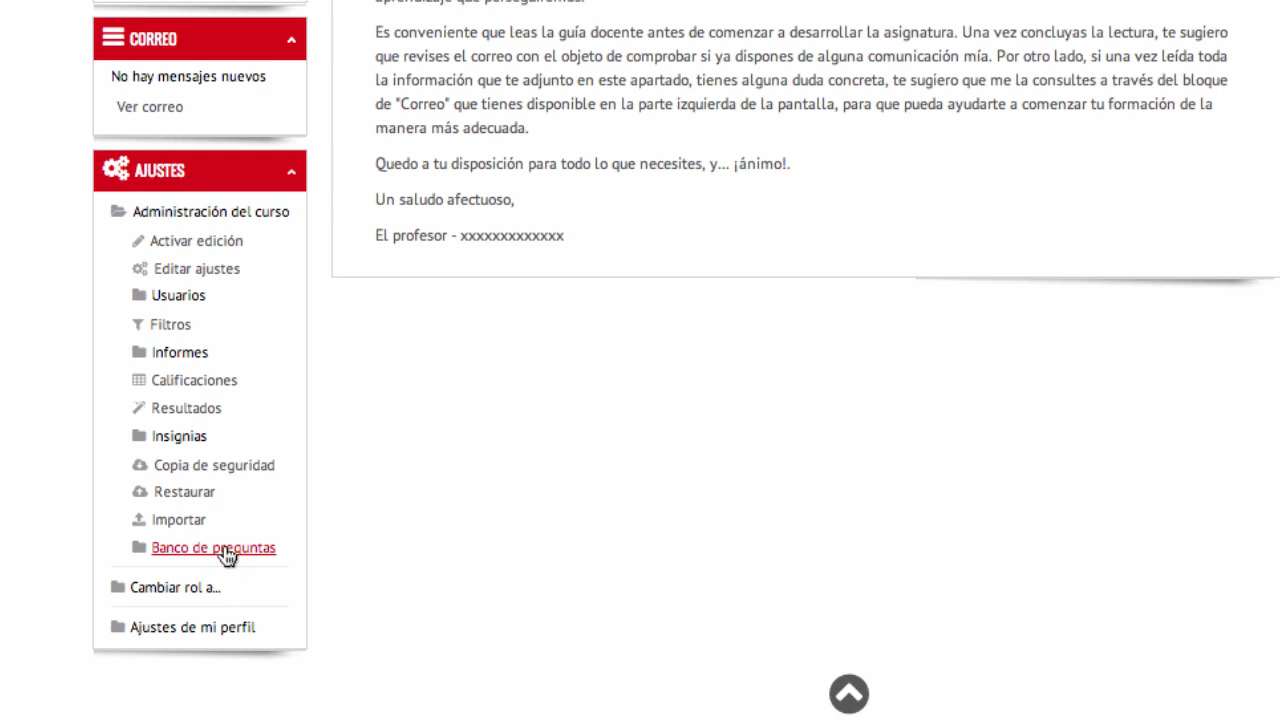 CORREO
No hay mensajes nuevos
Ver correo
AJUSTES
Administración del curso
Activar edición
Editar ajustes
Usuarios
Filtros
Informes
Calificaciones
Resultados
Insignias
Copia de seguridad
Restaurar
Importar
Banco de preguntas
Cambiar rol a...
Ajustes de mi perfil
Es conveniente que leas la guía docente antes de comenzar a desarrollar la asignatura. Una vez concluyas la lectura, te sugiero
que revises el correo con el objeto de comprobar si ya dispones de alguna comunicación mía. Por otro lado, si una vez leída toda
la información que te adjunto en este apartado, tienes alguna duda concreta, te sugiero que me la consultes a través del bloque
de "Correo" que tienes disponible en la parte izquierda de la pantalla, para que pueda ayudarte a comenzar tu formación de la
manera más adecuada.
Quedo a tu disposición para todo lo que necesites, y... ¡ánimo!.
Un saludo afectuoso,
El profesor - xxxxxxxxxxxxx